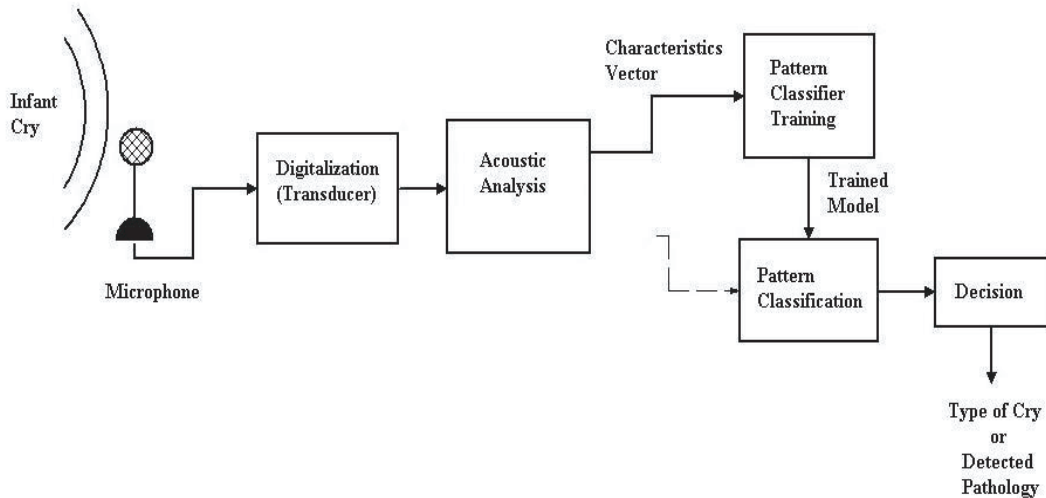 Infant
Cry
Microphone
Digitalization
(Transducer)
Acoustic
Analysis
Characteristics
Vector
Pattern
Classifier
Training
Trained
Model
Pattern
Classification
Decision
Type of Cry
or
Detected
Pathology